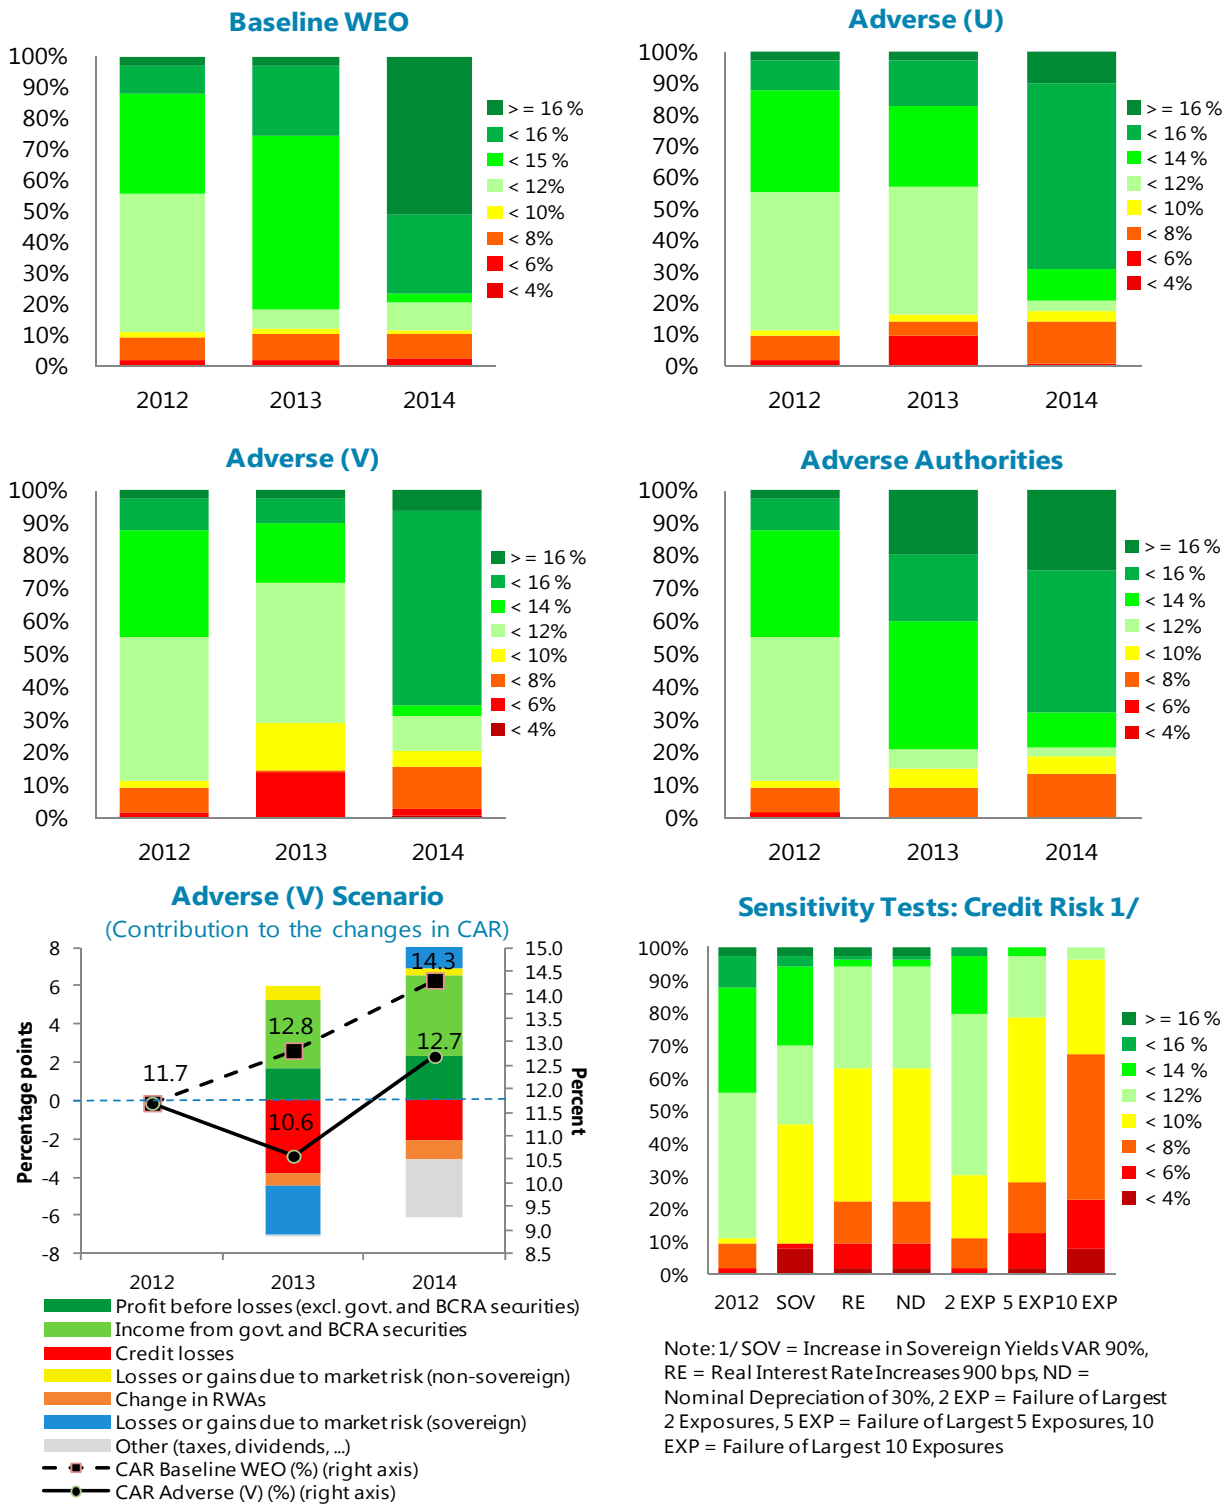 Baseline WEO
100%
90%
80%
70%
60%
50%
40%
30%
20%
10%
0%
2012 2013 2014
> = 16 %
< 16 %
< 15 %
< 12%
< 10%
< 8%
< 6%
< 4%
Adverse (U)
100%
90%
80%
70%
60%
50%
40%
30%
20%
10%
0%
2012 2013 2014
> = 16 %
< 16 %
< 14 %
< 12%
< 10%
< 8%
< 6%
< 4%
Adverse (V)
100%
90%
80%
70%
60%
50%
40%
30%
20%
10%
0%
2012 2013 2014
> = 16 %
< 16 %
< 14 %
< 12%
< 10%
< 8%
< 6%
< 4%
Adverse Authorities
100%
90%
80%
70%
60%
50%
40%
30%
20%
10%
0%
2012 2013 2014
> = 16 %
< 16 %
< 14 %
< 12%
< 10%
< 8%
< 6%
< 4%
Adverse (V) Scenario
(Contribution to the changes in CAR)
Percentage points
8
6
4
2
0
-2
-4
-6
-8
11.7
12.8
10.6
14.3
12.7
15.0
14.5
14.0
13.5
13.0
12.5
12.0
11.5
11.0
10.5
10.0
9.5
9.0
8.5
Percent
2012 2013 2014
Profit before losses (excl. govt. and BCRA securities)
Income from govt. and BCRA securities
Credit losses
Losses or gains due to market risk (non-sovereign)
Change in RWAs
Losses or gains due to market risk (sovereign)
Other (taxes, dividends, ...)
CAR Baseline WEO (%) (right axis)
CAR Adverse (V) (%) (right axis)
Sensitivity Tests: Credit Risk 1/
100%
90%
80%
70%
60%
50%
40%
30%
20%
10%
0%
2012 SOV RE ND 2 EXP 5 EXP 10 EXP
> = 16 %
< 16 %
< 14 %
< 12%
< 10%
< 8%
< 6%
< 4%
Note: 1/ SOV = Increase in Sovereign Yields VAR 90%,
RE = Real Interest Rate Increases 900 bps, ND =
Nominal Depreciation of 30%, 2 EXP = Failure of Largest
2 Exposures, 5 EXP = Failure of Largest 5 Exposures, 10
EXP = Failure of Largest 10 Exposures